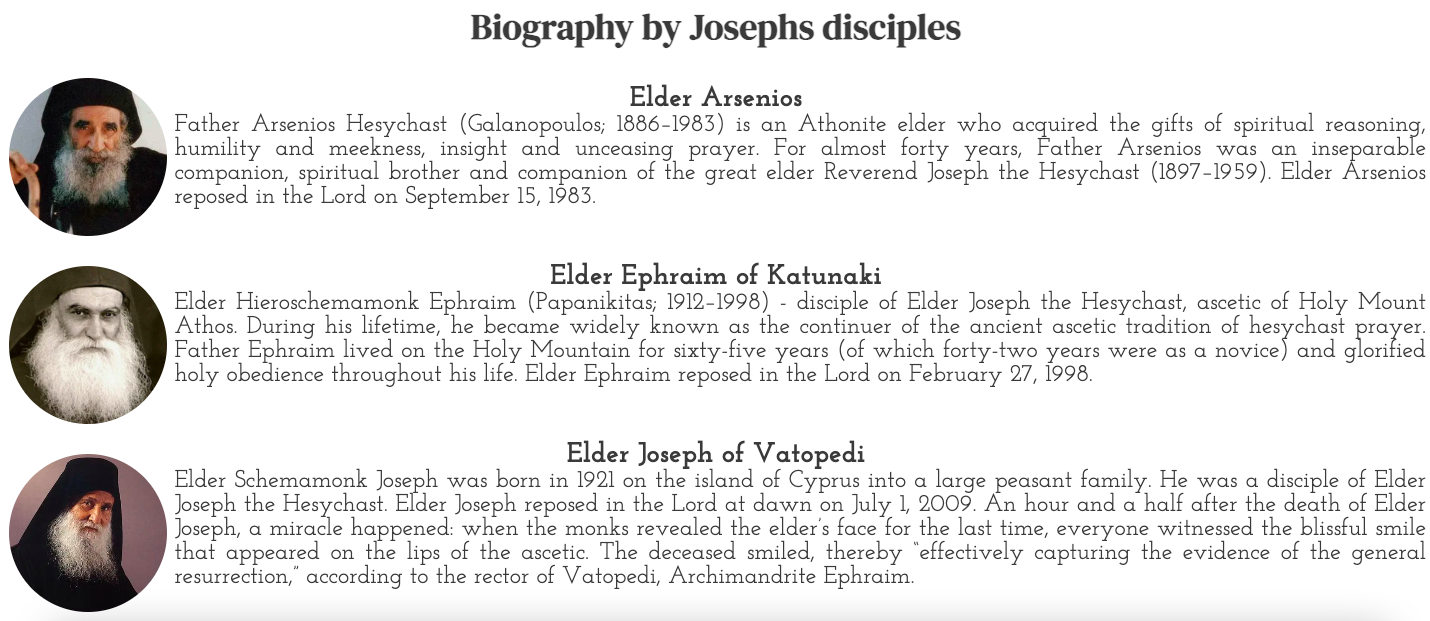 Biography by Josephs disciples
Elder Arsenios
Father Arsenios Hesychast (Galanopoulos; 1886–1983) is an Athonite elder who acquired the gifts of spiritual reasoning,
humility and meekness, insight and unceasing prayer. For almost forty years, Father Arsenios was an inseparable
companion, spiritual brother and companion of the great elder Reverend Joseph the Hesychast (1897–1959). Elder Arsenios
reposed in the Lord on September 15, 1983.
Elder Ephraim of Katunaki
Elder Hieroschemamonk Ephraim (Papanikitas; 1912–1998) - disciple of Elder Joseph the Hesychast, ascetic of Holy Mount
Athos. During his lifetime, he became widely known as the continuer of the ancient ascetic tradition of hesychast prayer.
Father Ephraim lived on the Holy Mountain for sixty-five years (of which forty-two years were as a novice) and glorified
holy obedience throughout his life. Elder Ephraim reposed in the Lord on February 27, 1998.
Elder Joseph of Vatopedi
Elder Schemamonk Joseph was born in 1921 on the island of Cyprus into a large peasant family. He was a disciple of Elder
Joseph the Hesychast. Elder Joseph reposed in the Lord at dawn on July 1, 2009. An hour and a half after the death of Elder
Joseph, a miracle happened: when the monks revealed the elder’s face for the last time, everyone witnessed the blissful smile
that appeared on the lips of the ascetic. The deceased smiled, thereby “effectively capturing the evidence of the general
resurrection,” according to the rector of Vatopedi, Archimandrite Ephraim.